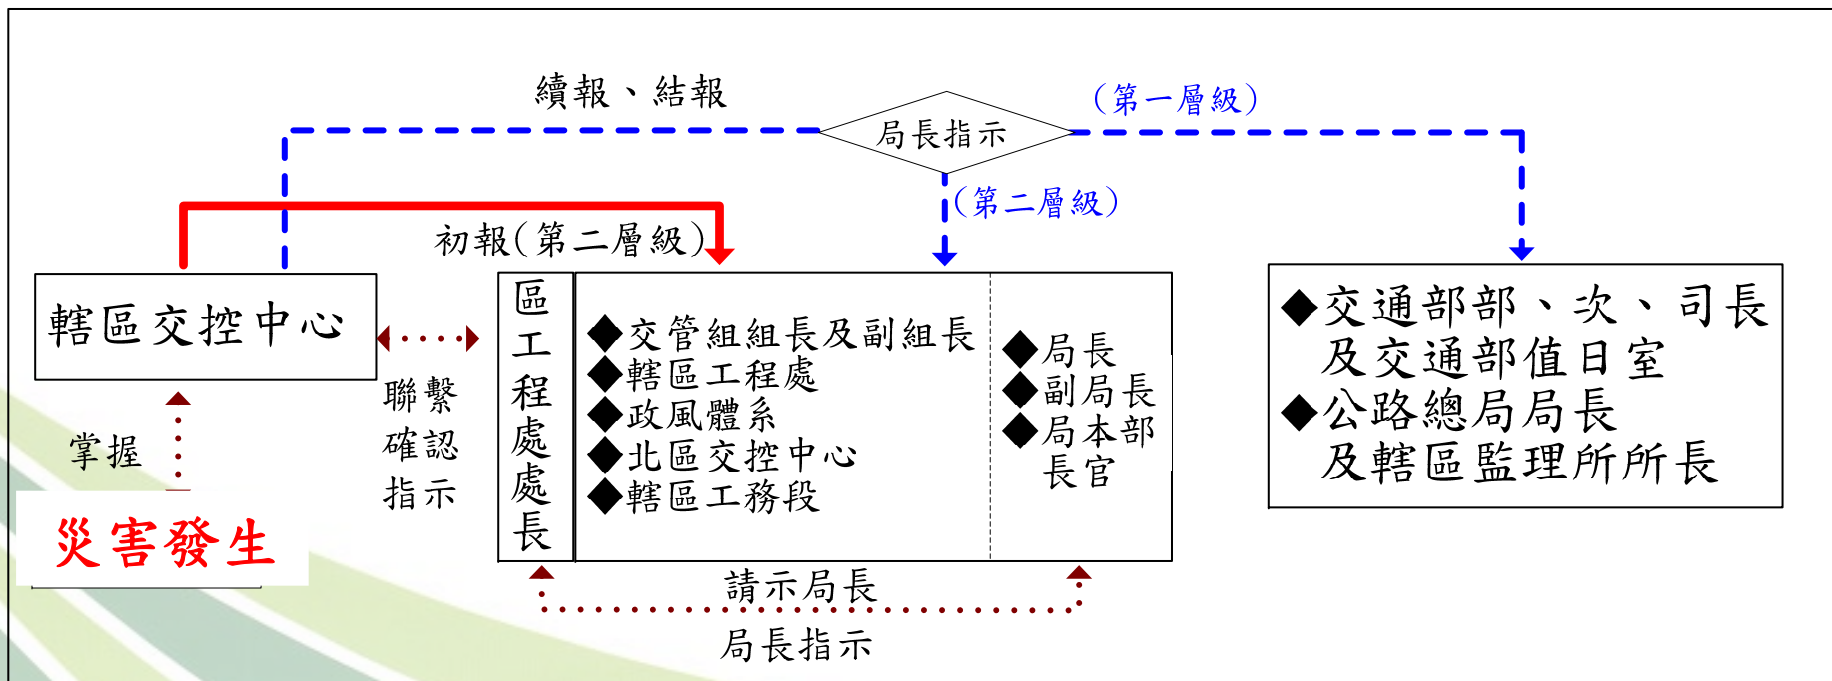 續報、結報
局長指示
(第一層級)
(第二層級)
初報(第二層級)
轄區交控中心
聯繫
確認
指示
掌握
災害發生
區工程處處長
◆交管組組長及副組長
◆轄區工程處
◆政風體系
◆北區交控中心
◆轄區工務段
◆局長
◆副局長
◆局本部
長官
請示局長
局長指示
◆交通部部、次、司長
及交通部值日室
◆公路總局局長
及轄區監理所所長